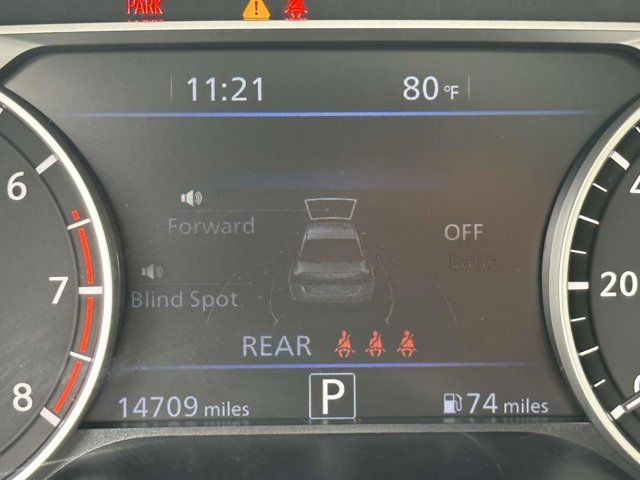 PARK
11:21 80°F
Forward
OFF
Lane
Blind Spot
REAR
14709 miles P 74 miles
6
7
8
20